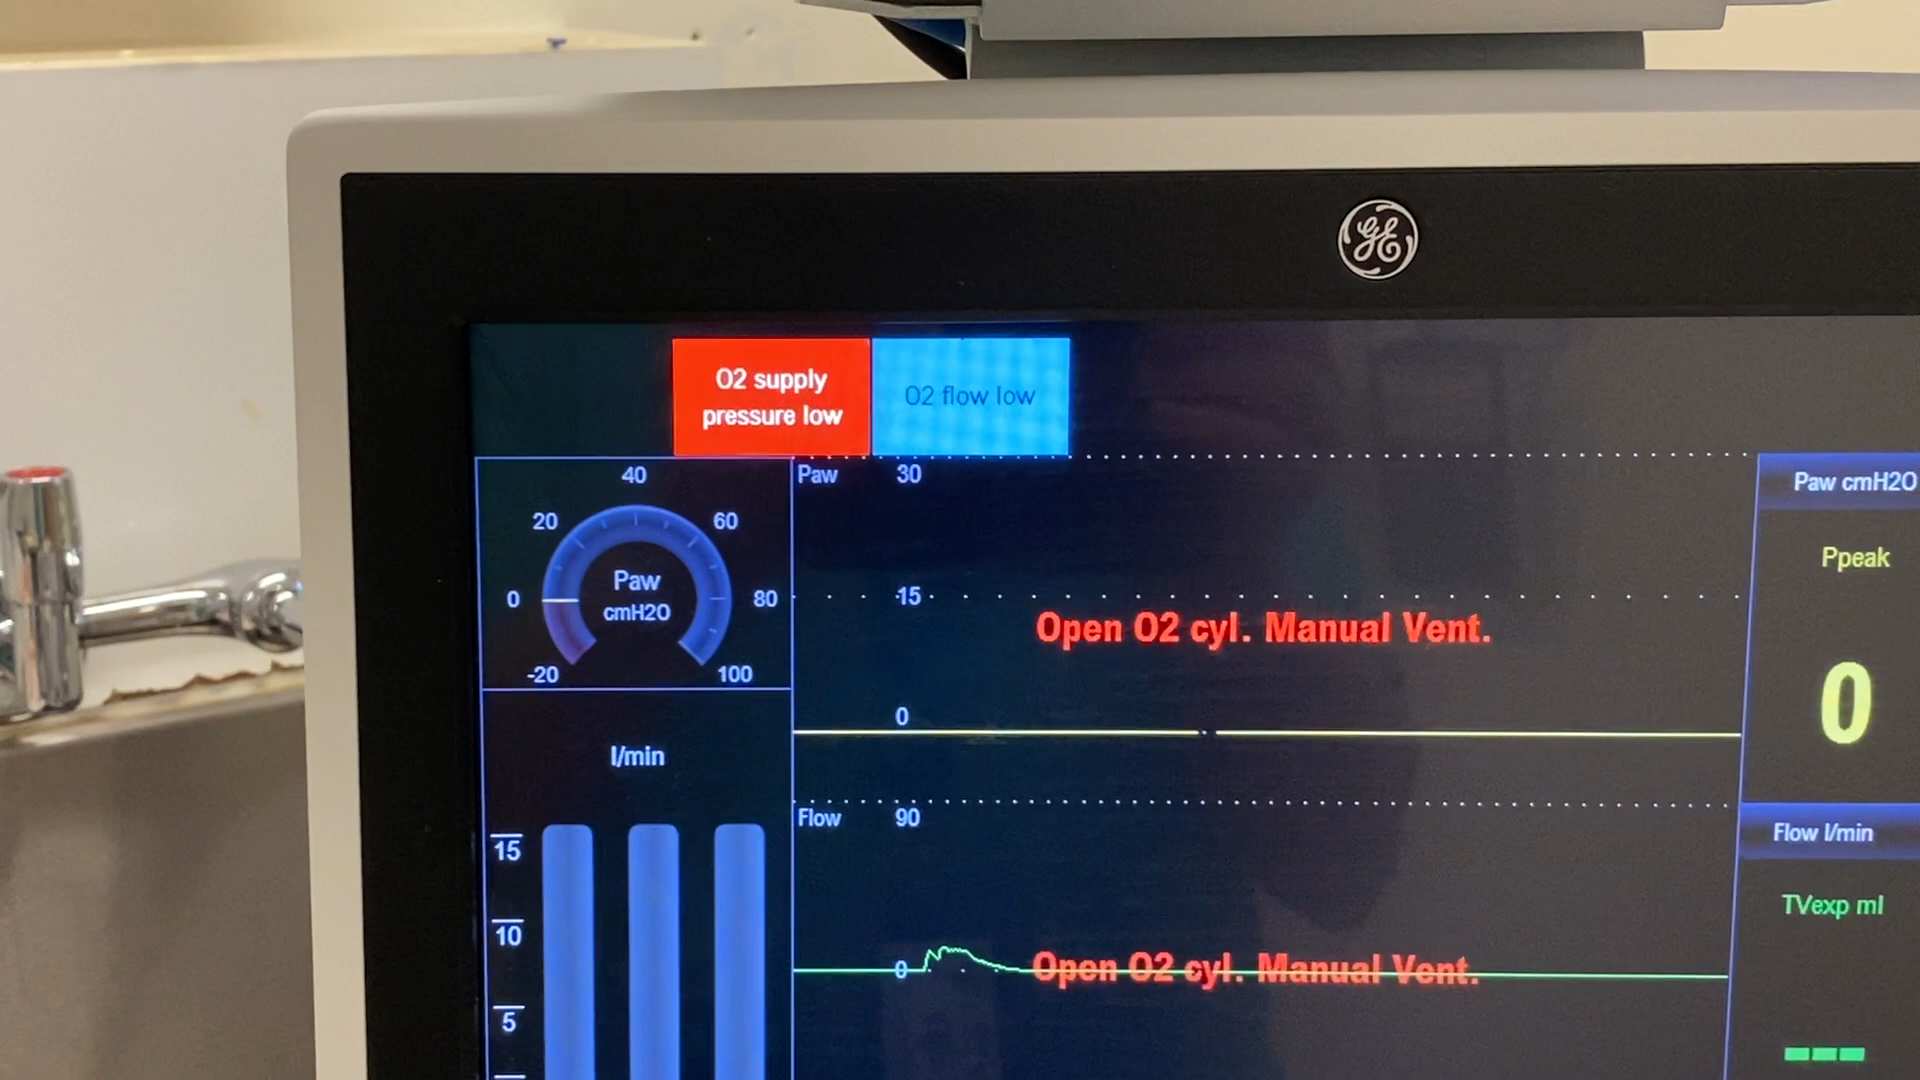 GE
O2 supply
pressure low
O2 flow low
40
20
60
0
80
-20
100
Paw
cmH2O
Paw
30
15
0
Open O2 cyl. Manual Vent.
Paw cmH2O
Ppeak
0
l/min
15
10
5
Flow
90
0
Open O2 cyl. Manual Vent.
Flow l/min
TVexp ml
---